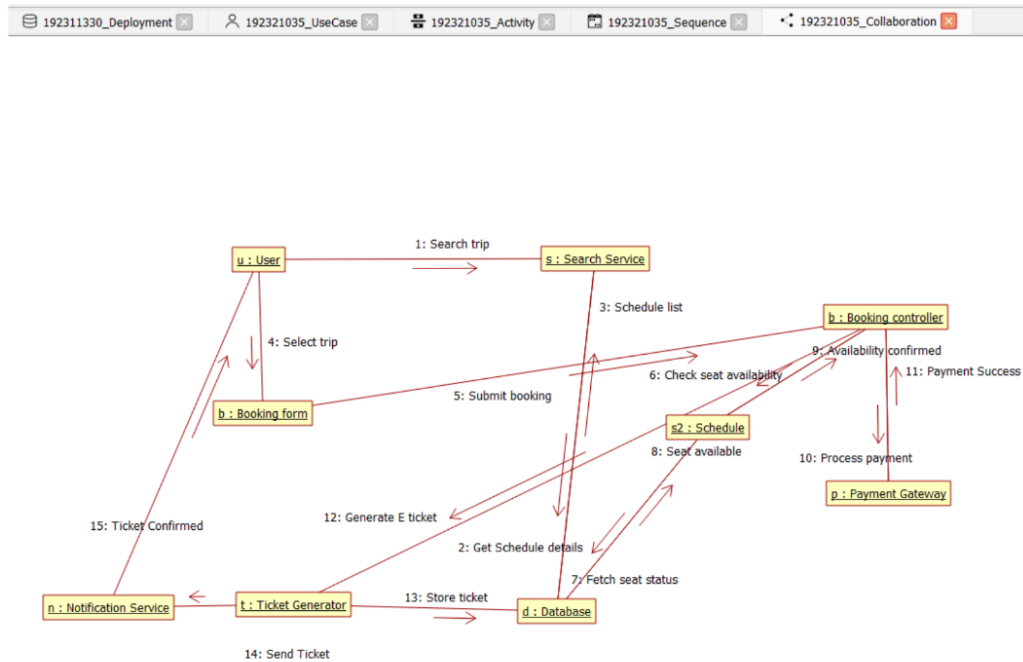 192311330_Deployment
192321035_UseCase
192321035_Activity
192321035_Sequence
192321035_Collaboration
1: Search trip
u : User
s : Search Service
3: Schedule list
b : Booking controller
4: Select trip
9: Availability confirmed
6: Check seat availability
11: Payment Success
5: Submit booking
b : Booking form
s2 : Schedule
8: Seat available
10: Process payment
p : Payment Gateway
12: Generate E ticket
15: Ticket Confirmed
2: Get Schedule details
7: Fetch seat status
13: Store ticket
n : Notification Service
t : Ticket Generator
d : Database
14: Send Ticket